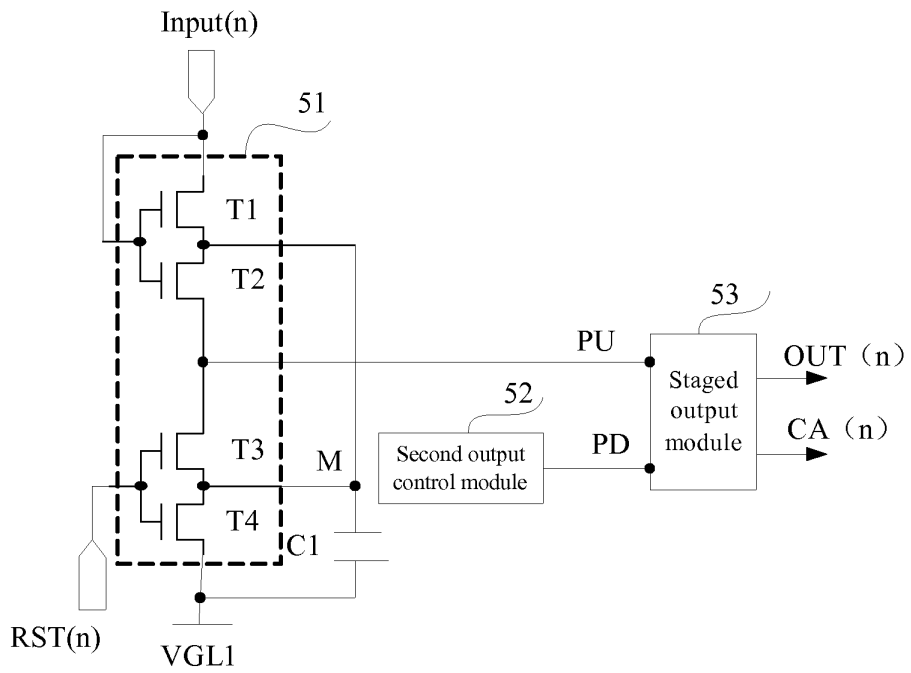 Input(n)
51
T1
T2
53
PU
OUT（n）
Staged
output
module
52
CA（n）
T3
M
Second output
control module
PD
T4
C1
RST(n)
VGL1